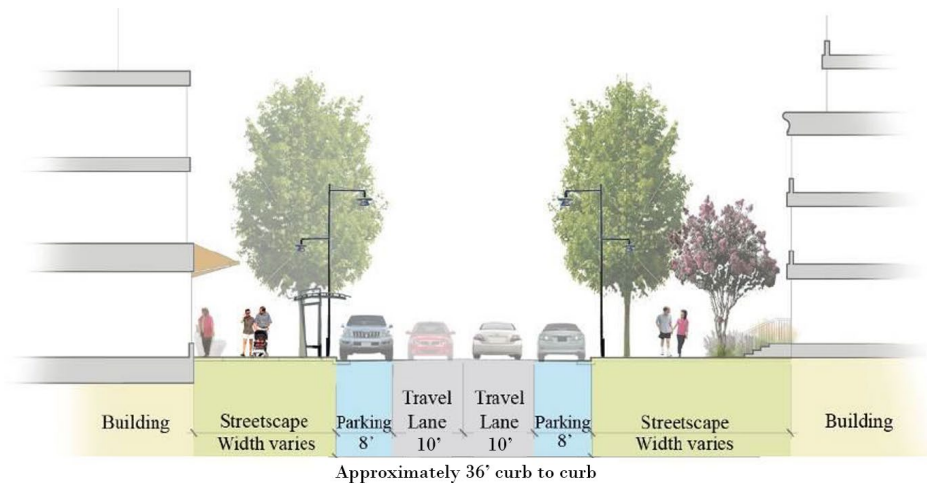 Building
Streetscape
Width varies
Parking
8’
Travel
Lane
10’
Travel
Lane
10’
Parking
8’
Streetscape
Width varies
Building
Approximately 36’ curb to curb